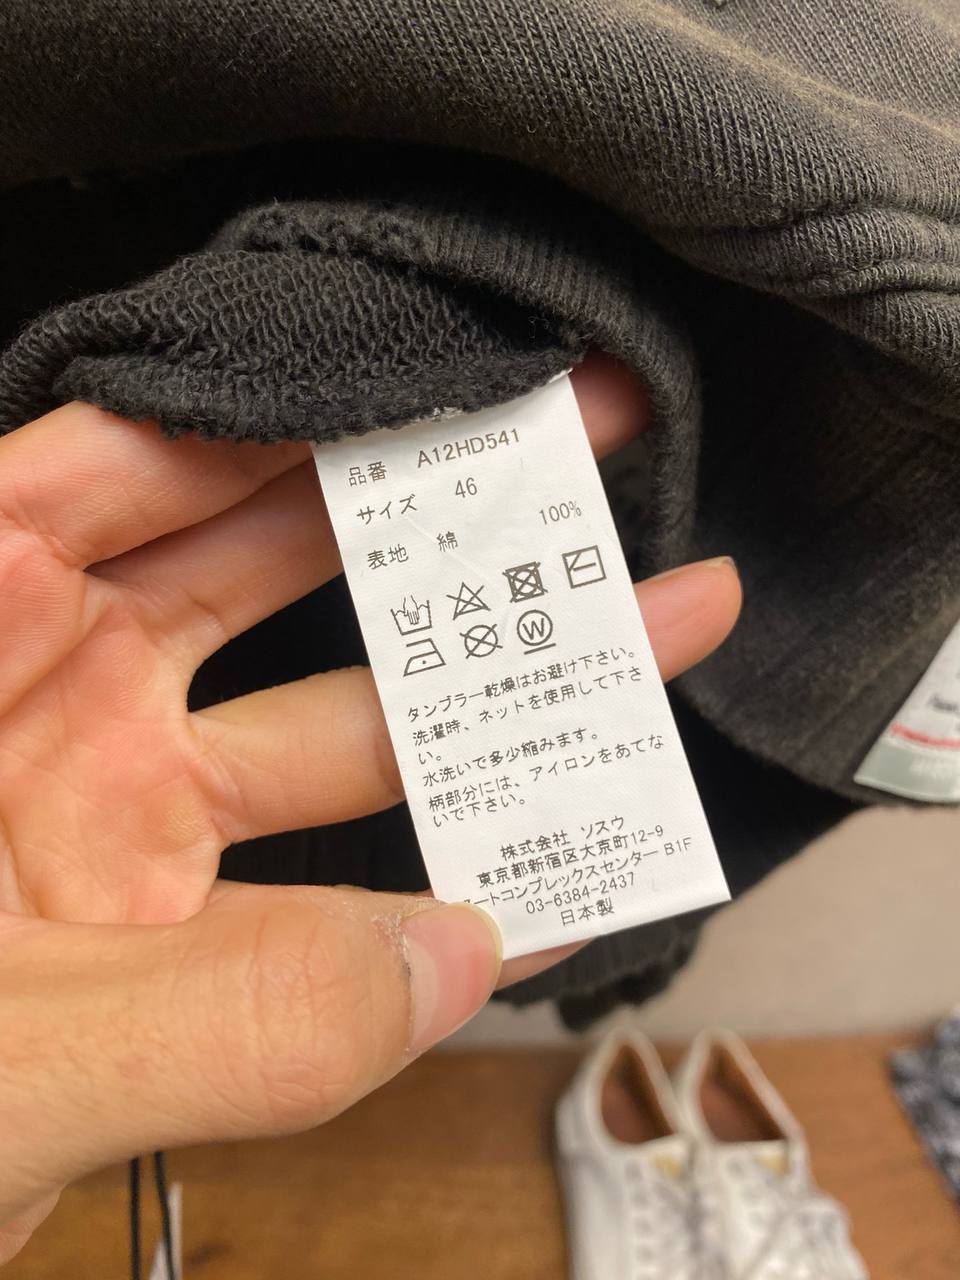 品番 A12HD541
サイズ 46
表地 綿 100%
W
タンブラー乾燥はお避け下さい。
洗濯時、ネットを使用して下さ
い。
水洗いで多少縮みます。
柄部分には、アイロンをあてな
いで下さい。
株式会社 ソスウ
東京都新宿区大京町12-9
アートコンプレックスセンター B1F
03-6384-2437
日本製